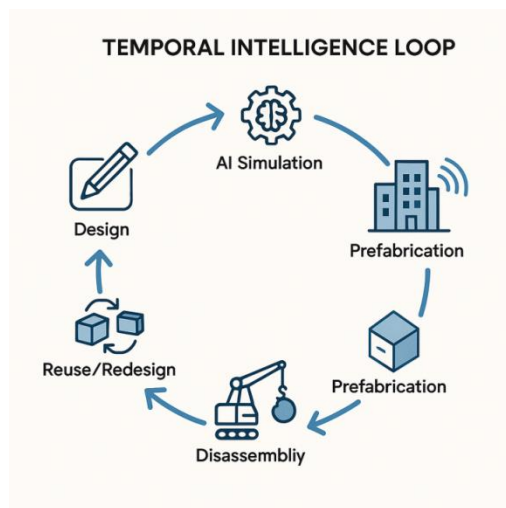 TEMPORAL INTELLIGENCE LOOP
AI Simulation
Prefabrication
Prefabrication
Disassembliy
Reuse/Redesign
Design